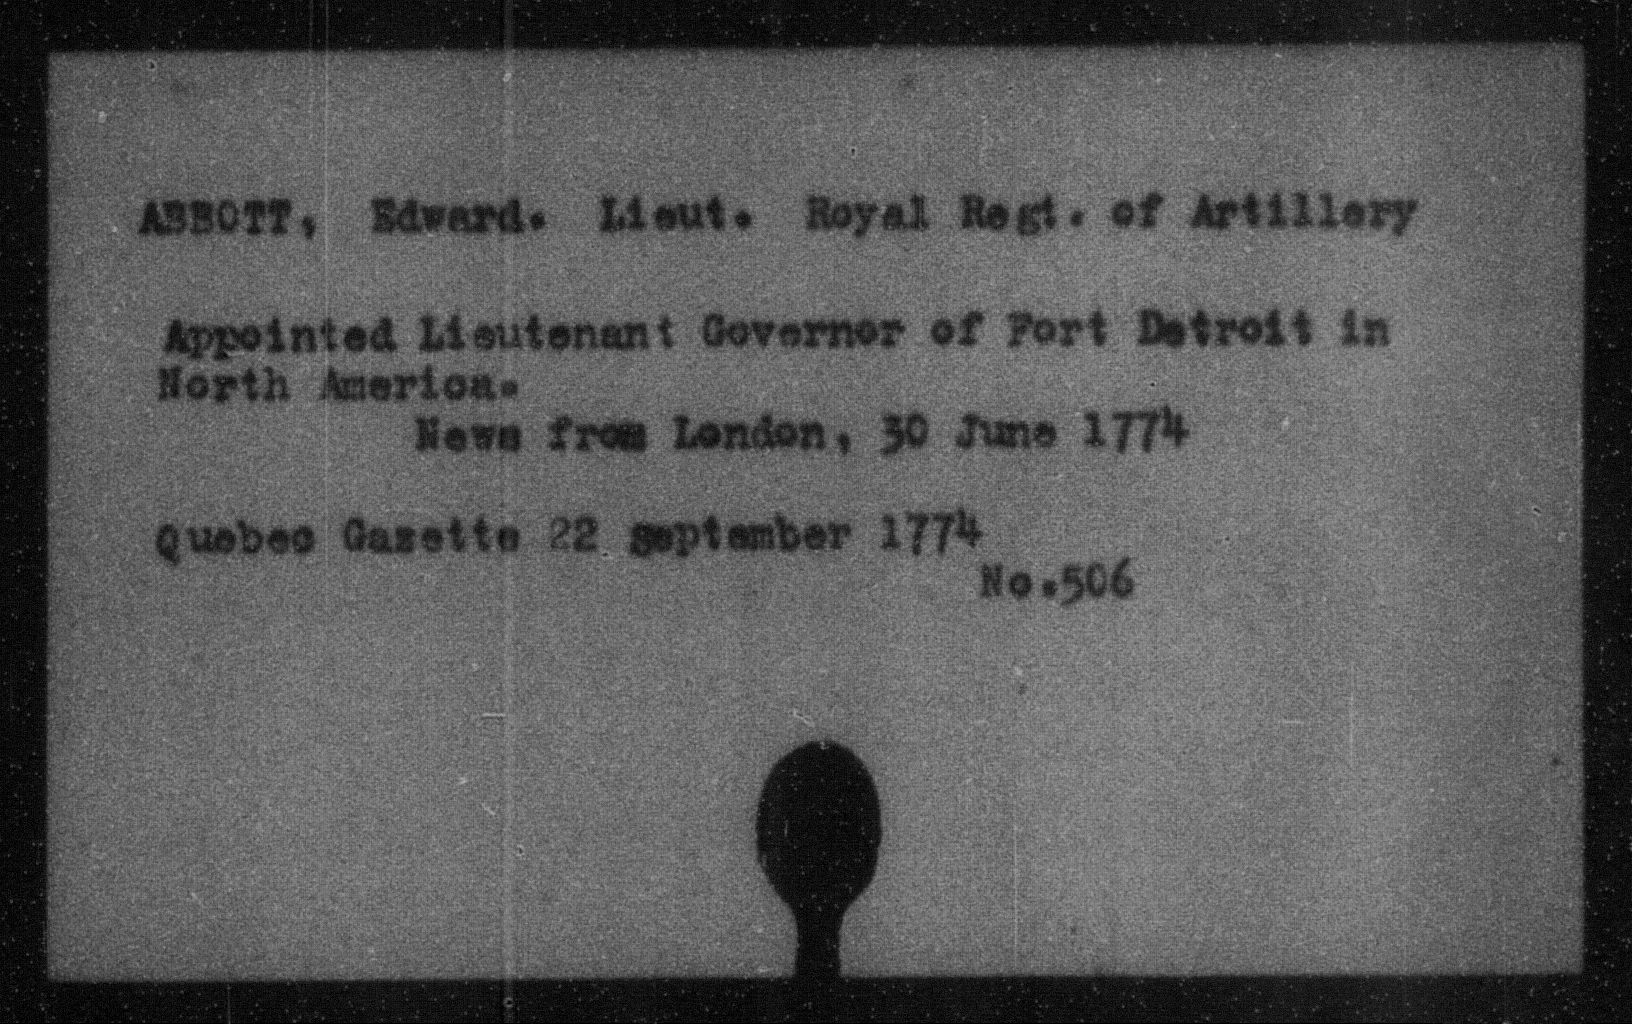 ABBOTT, Edward. Lieut. Royal Regt. of Artillery
Appointed Lieutenant Governor of Fort Detroit in
North America.
News from London, 30 June 1774
Quebec Gazette 22 september 1774
No.506